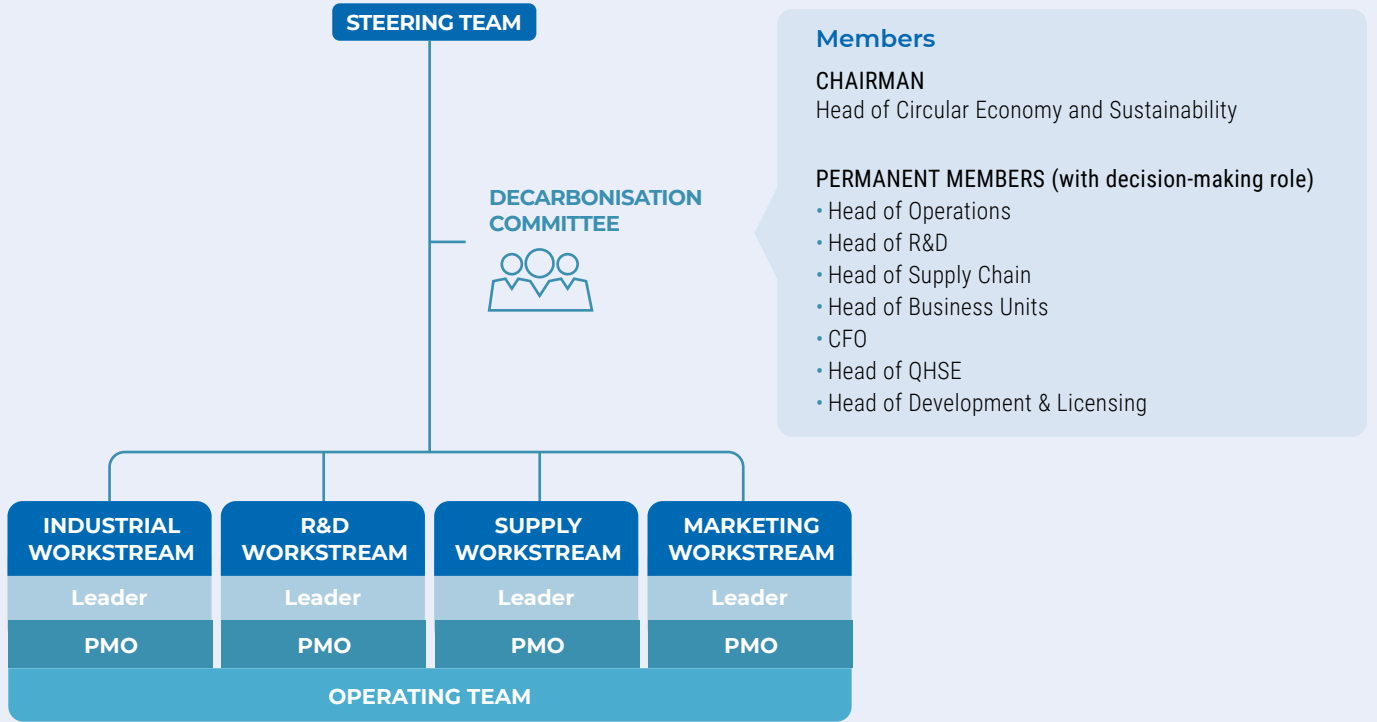 STEERING TEAM
DECARBONISATION
COMMITTEE
Members
CHAIRMAN
Head of Circular Economy and Sustainability
PERMANENT MEMBERS (with decision-making role)
• Head of Operations
• Head of R&D
• Head of Supply Chain
• Head of Business Units
• CFO
• Head of QHSE
• Head of Development & Licensing
INDUSTRIAL
WORKSTREAM
Leader
PMO
R&D
WORKSTREAM
Leader
PMO
SUPPLY
WORKSTREAM
Leader
PMO
MARKETING
WORKSTREAM
Leader
PMO
OPERATING TEAM